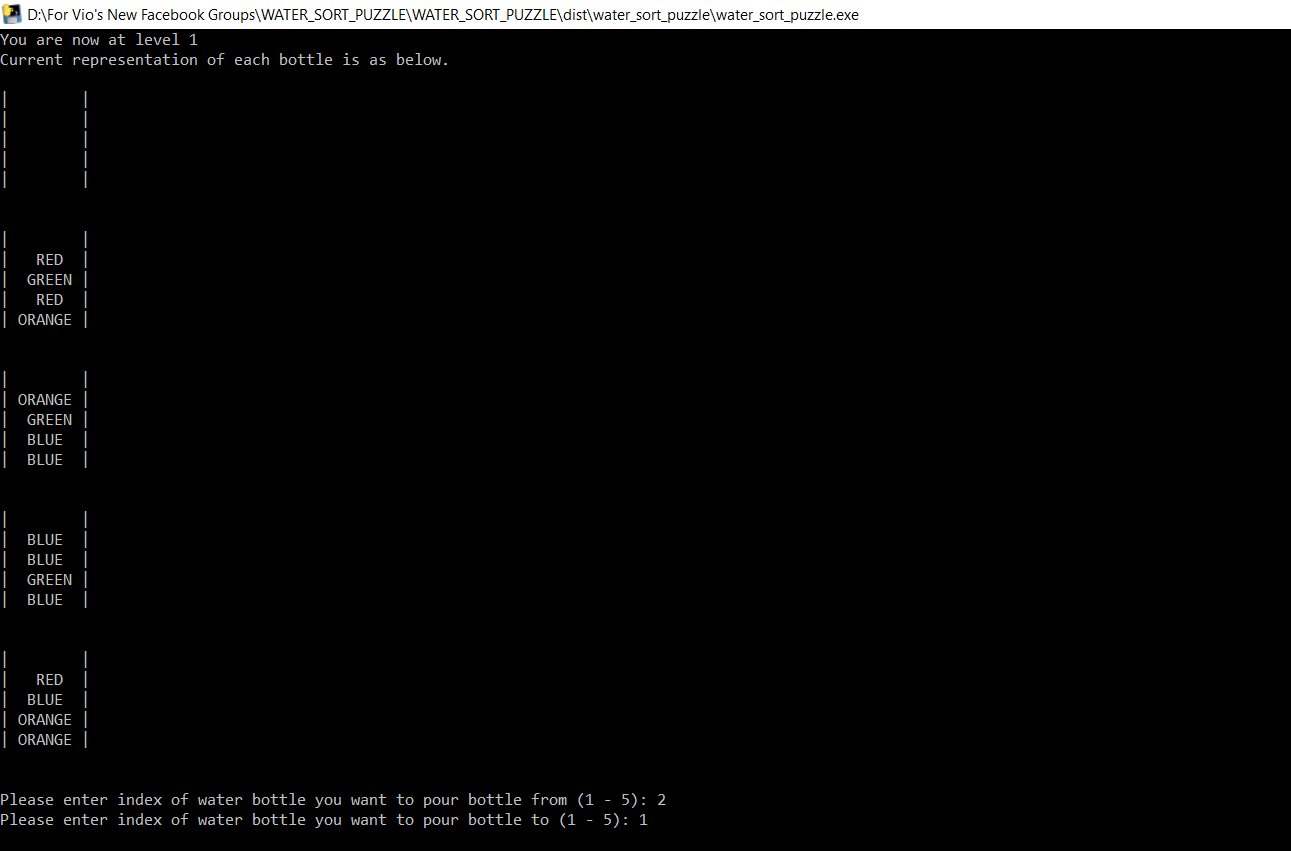 D:\For Vio's New Facebook Groups\WATER_SORT_PUZZLE\WATER_SORT_PUZZLE\dist\water_sort_puzzle\water_sort_puzzle.exe
You are now at level 1
Current representation of each bottle is as below.
|        |
|        |
|        |
|        |
|        |
|        |
|   RED  |
|  GREEN |
|   RED  |
| ORANGE |
|        |
| ORANGE |
|  GREEN |
|  BLUE  |
|  BLUE  |
|        |
|  BLUE  |
|  BLUE  |
|  GREEN |
|  BLUE  |
|        |
|   RED  |
|  BLUE  |
| ORANGE |
| ORANGE |
Please enter index of water bottle you want to pour bottle from (1 - 5): 2
Please enter index of water bottle you want to pour bottle to (1 - 5): 1